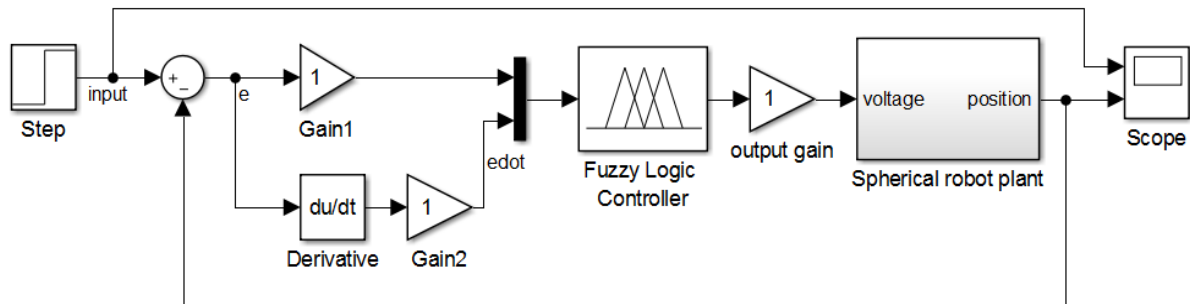 Step
input
+
−
e
1
Gain1
du/dt
Derivative
1
Gain2
edot
Fuzzy Logic
Controller
1
output gain
voltage
position
Spherical robot plant
Scope